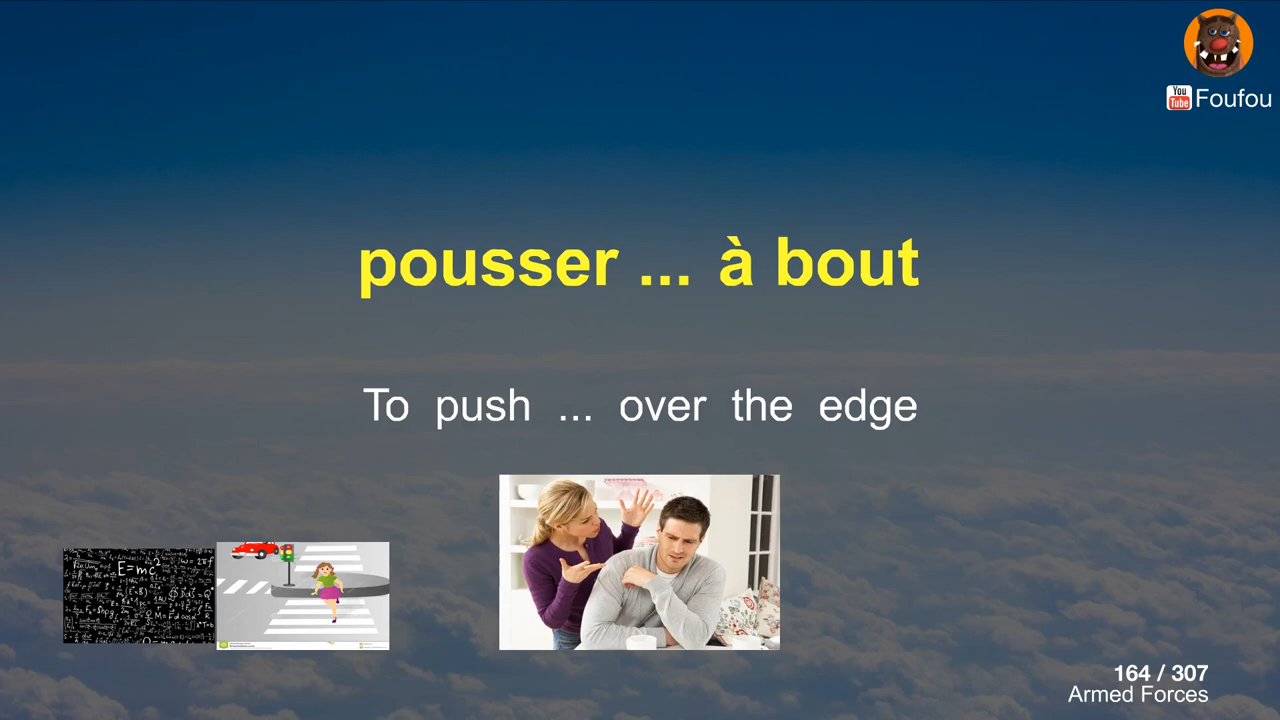 You
Tube
Foufou
pousser ... à bout
To push ... over the edge
E=mc²
164 / 307
Armed Forces